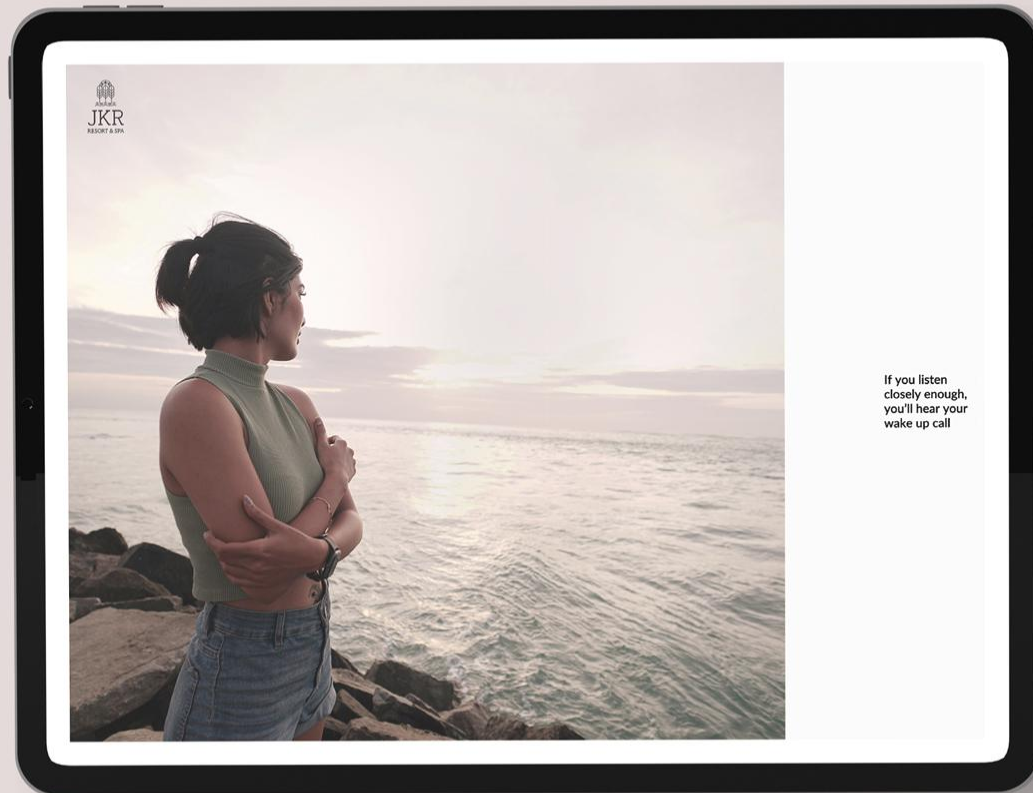 JKR
RESORT & SPA
If you listen
closely enough,
you'll hear your
wake up call